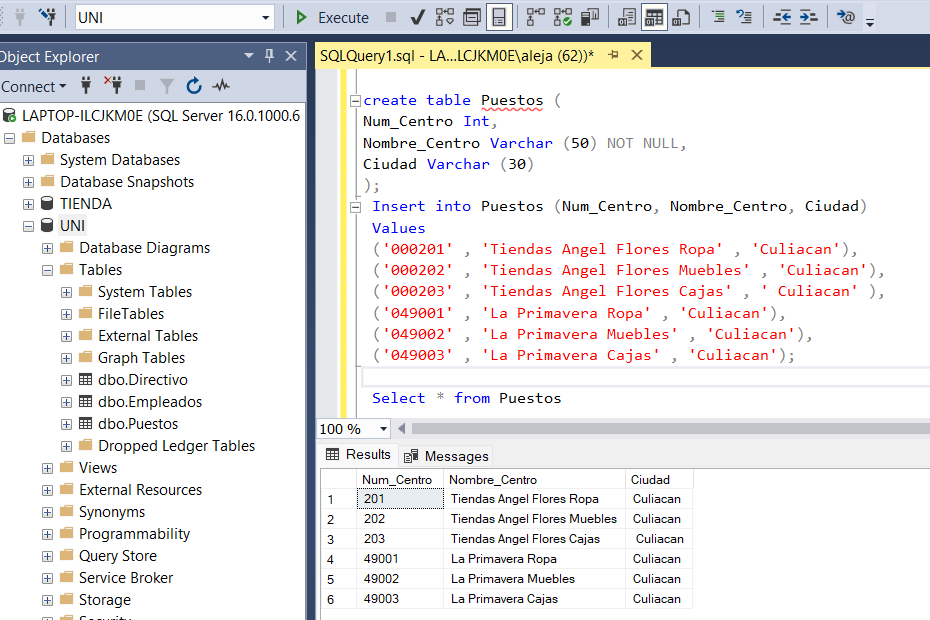 UNI
Execute
Object Explorer
SQLQuery1.sql - LA...LCJKM0E\aleja (62))*
Connect
LAPTOP-ILCJKM0E (SQL Server 16.0.1000.6
Databases
System Databases
Database Snapshots
TIENDA
UNI
Database Diagrams
Tables
System Tables
FileTables
External Tables
Graph Tables
dbo.Directivo
dbo.Empleados
dbo.Puestos
Dropped Ledger Tables
Views
External Resources
Synonyms
Programmability
Query Store
Service Broker
Storage
Security
create table Puestos (
Num_Centro Int,
Nombre_Centro Varchar (50) NOT NULL,
Ciudad Varchar (30)
);
Insert into Puestos (Num_Centro, Nombre_Centro, Ciudad)
Values
('000201' , 'Tiendas Angel Flores Ropa' , 'Culiacan'),
('000202' , 'Tiendas Angel Flores Muebles' , 'Culiacan'),
('000203' , 'Tiendas Angel Flores Cajas' , ' Culiacan' ),
('049001' , 'La Primavera Ropa' , 'Culiacan'),
('049002' , 'La Primavera Muebles' , 'Culiacan'),
('049003' , 'La Primavera Cajas' , 'Culiacan');
Select * from Puestos
100 %
Results Messages
Num_Centro Nombre_Centro Ciudad
1 201 Tiendas Angel Flores Ropa Culiacan
2 202 Tiendas Angel Flores Muebles Culiacan
3 203 Tiendas Angel Flores Cajas Culiacan
4 49001 La Primavera Ropa Culiacan
5 49002 La Primavera Muebles Culiacan
6 49003 La Primavera Cajas Culiacan